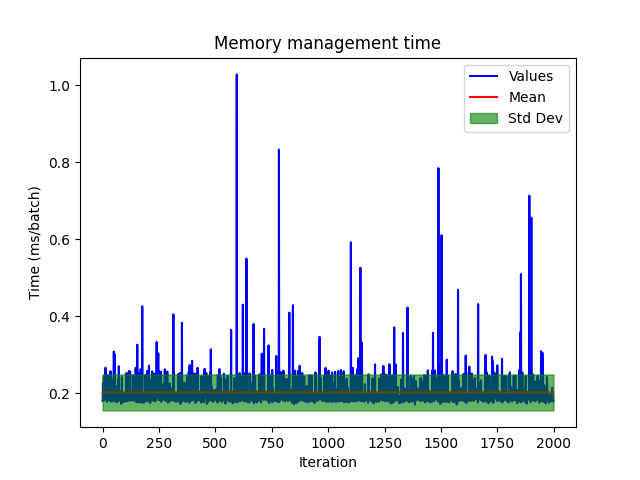 Memory management time
Values
Mean
Std Dev
Time (ms/batch)
1.0
0.8
0.6
0.4
0.2
0 250 500 750 1000 1250 1500 1750 2000
Iteration